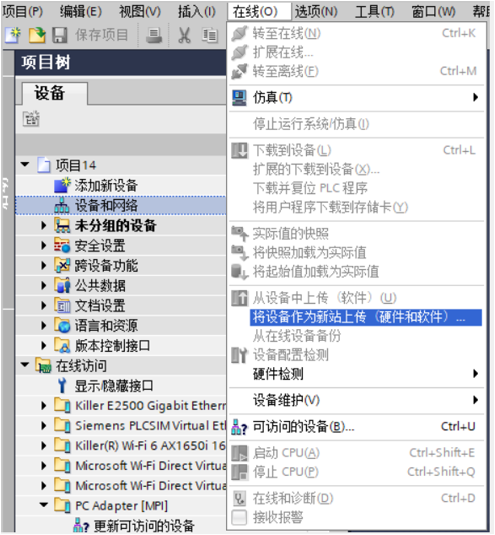 项目(P) 编辑(E) 视图(V) 插入(I) 在线(O) 选项(N) 工具(T) 窗口(W) 帮
保存项目
项目树
设备
项目14
添加新设备
设备和网络
未分组的设备
安全设置
跨设备功能
公共数据
文档设置
语言和资源
版本控制接口
在线访问
显示/隐藏接口
Killer E2500 Gigabit Ethern
Siemens PLCSIM Virtual Et
Killer(R) Wi-Fi 6 AX1650i 16
Microsoft Wi-Fi Direct Virtua
Microsoft Wi-Fi Direct Virtua
PC Adapter [MPI]
更新可访问的设备
转至在线(N) Ctrl+K
扩展在线...
转至离线(F) Ctrl+M
仿真(T)
停止运行系统/仿真(I)
下载到设备(L) Ctrl+L
扩展的下载到设备(X)...
下载并复位 PLC 程序
将用户程序下载到存储卡(Y)
实际值的快照
将快照加载为实际值
将起始值加载为实际值
从设备中上传（软件）(U)
将设备作为新站上传（硬件和软件）...
从在线设备备份
设备配置检测
硬件检测
设备维护(V)
可访问的设备(B)... Ctrl+U
启动 CPU(A) Ctrl+Shift+E
停止 CPU(P) Ctrl+Shift+Q
在线和诊断(D) Ctrl+D
接收报警